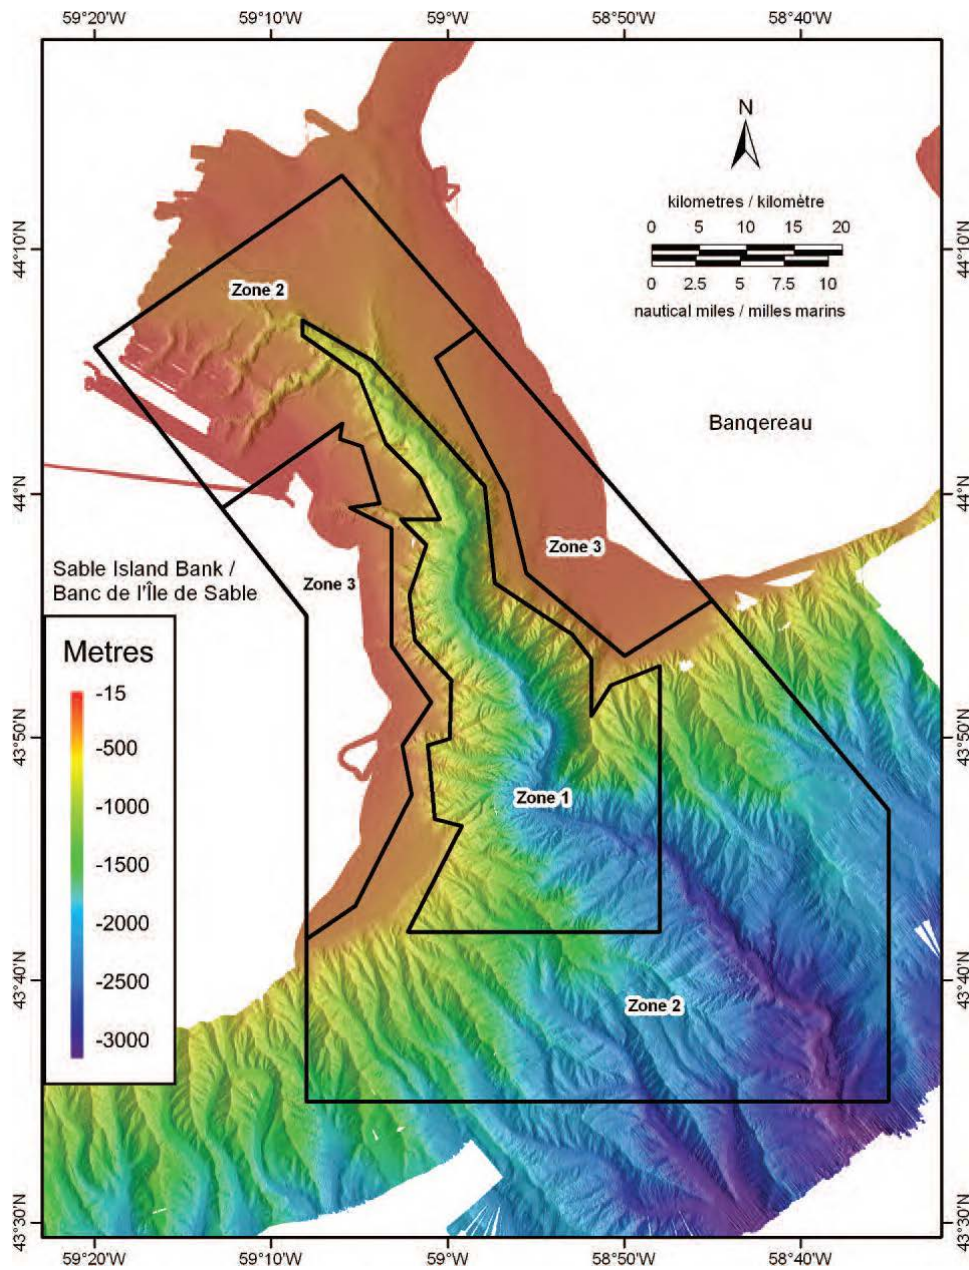 59°20'W 59°10'W 59°W 58°50'W 58°40'W
N
kilometres / kilomètre
0 5 10 15 20
0 2.5 5 7.5 10
nautical miles / milles marins
44°10'N 44°10'N
Zone 2
Banqereau
44°N 44°N
Zone 3
Sable Island Bank /
Banc de l'Île de Sable
Zone 3
Metres
-15
-500
-1000
-1500
-2000
-2500
-3000
43°50'N 43°50'N
Zone 1
43°40'N 43°40'N
Zone 2
43°30'N 43°30'N
59°20'W 59°10'W 59°W 58°50'W 58°40'W